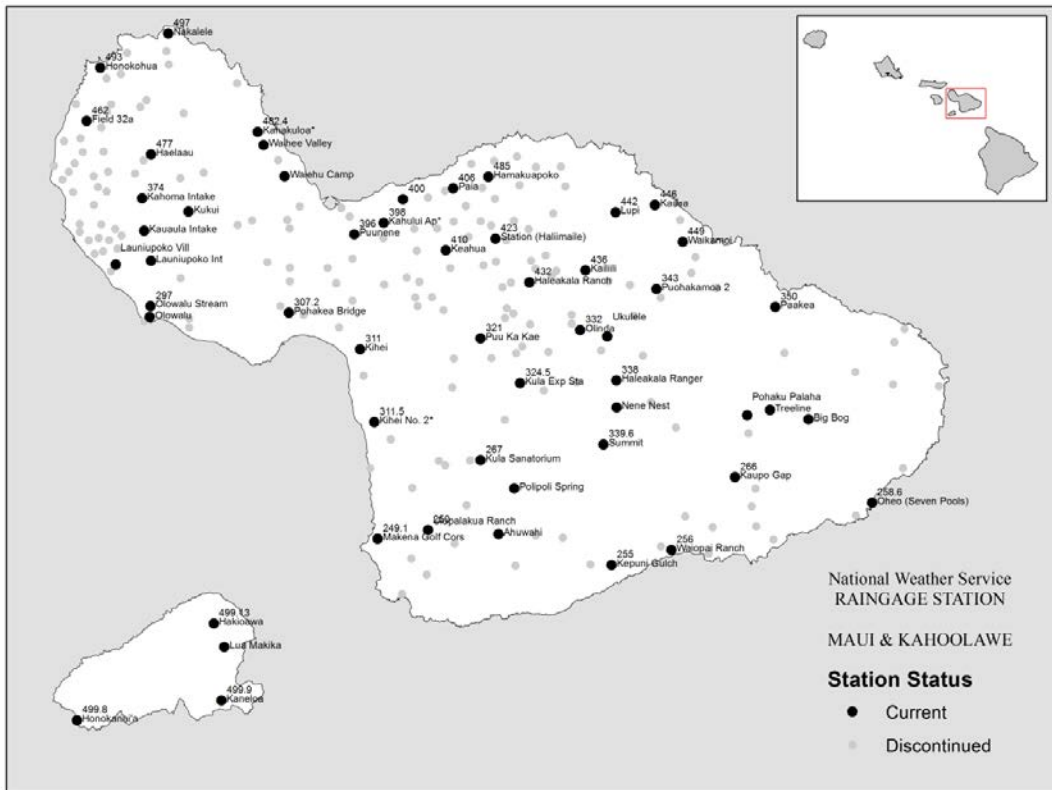 497
Nakalele
493
Honokohua
462
Field 32a
482.4
Kahakuloa*
Waihee Valley
477
Haelaau
Waiehu Camp
374
Kahoma Intake
Kukui
Kauaula Intake
Launiupoko Vill
Launiupoko Int
297
Olowalu Stream
Olowalu
307.2
Pohakea Bridge
485
Hamakuapoko
406
Paia
400
398
Kahului Ap*
396
Puunene
410
Keahua
423
Station (Haliimaile)
442
Lupi
446
449
Waikamoi
436
Kailiili
432
Haleakala Ranch
343
Puohakamoa 2
350
Paakea
Ukulele
332
Olinda
321
Puu Ka Kae
311
Kihei
324.5
Kula Exp Sta
338
Haleakala Ranger
Nene Nest
Pohaku Palaha
Treeline
Big Bog
311.5
Kihei No. 2*
339.6
Summit
267
Kula Sanatorium
266
Kaupo Gap
Polipoli Spring
258.6
Oheo (Seven Pools)
249.1
Makena Golf Cors
Ulupalakua Ranch
Ahuwahi
256
Waiopai Ranch
255
Kepuni Gulch
499.13
Hakioawa
Lua Makika
499.9
Kaneloa
499.8
Honokanai'a
National Weather Service
RAINGAGE STATION
MAUI & KAHOOLAWE
Station Status
Current
Discontinued